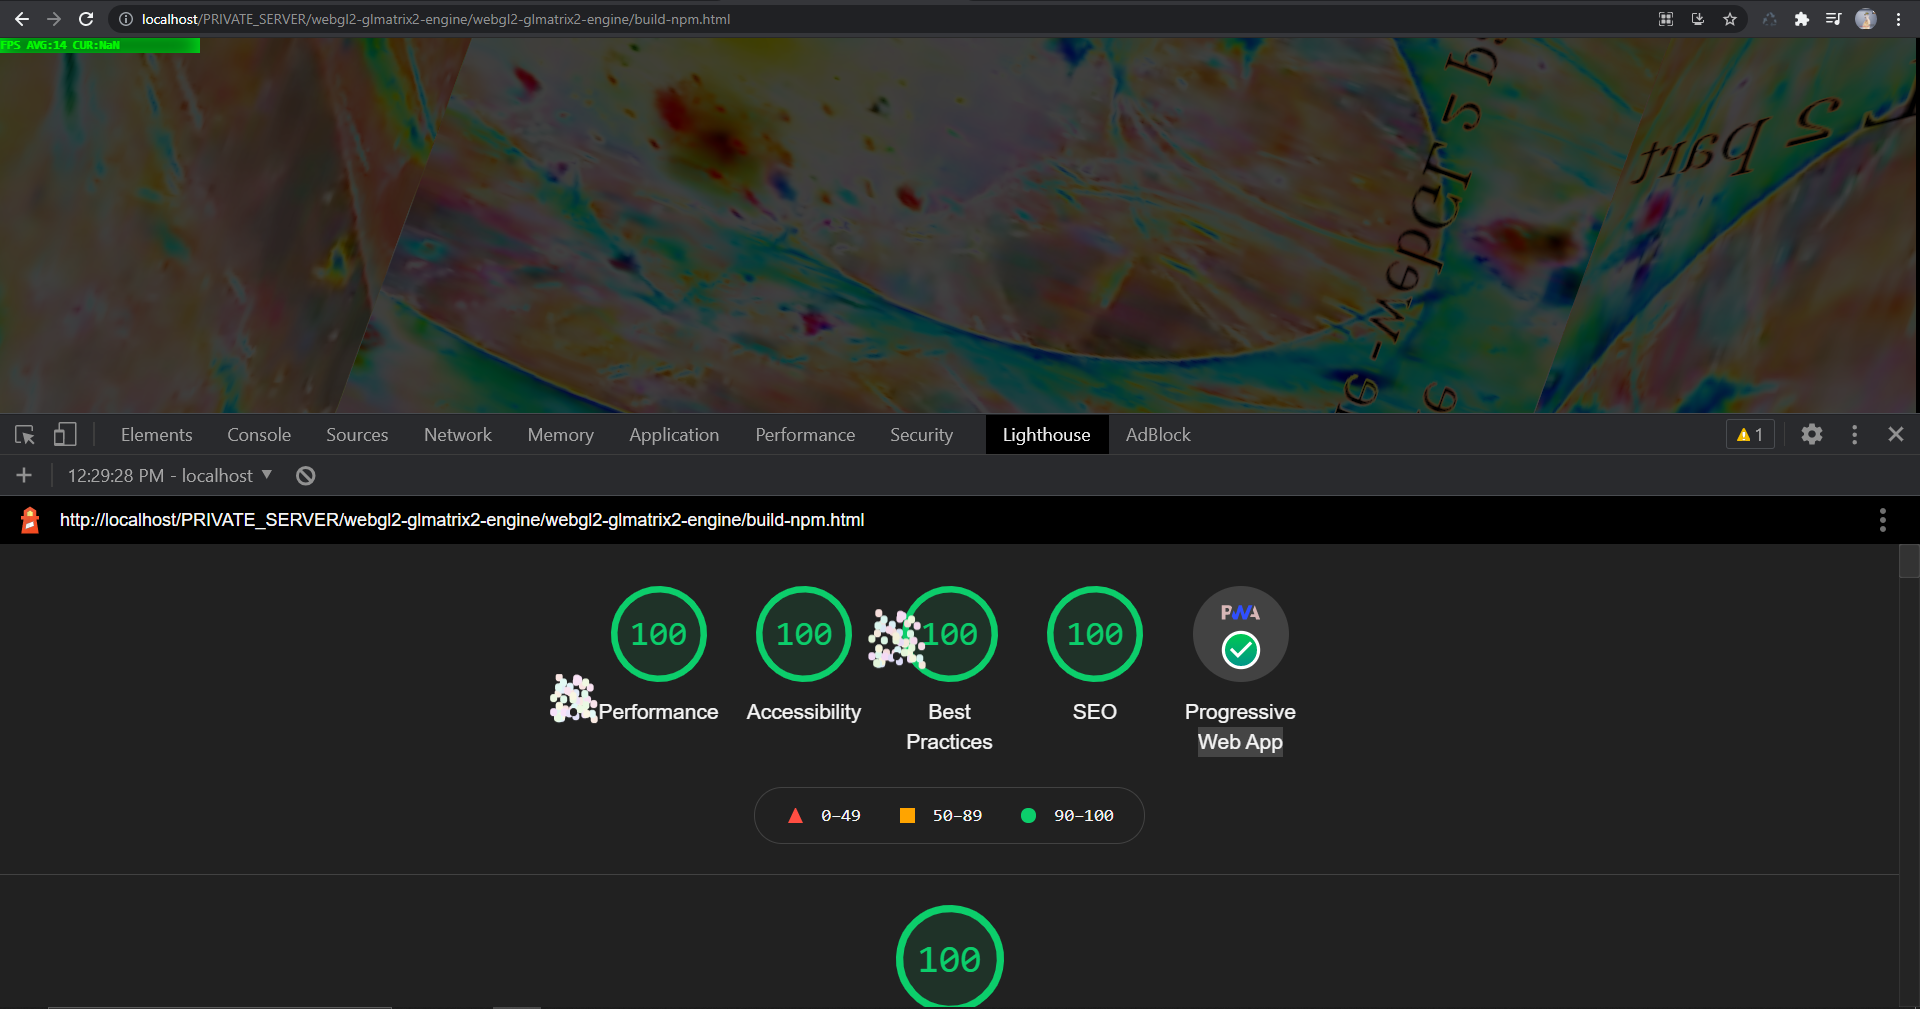 localhost/PRIVATE_SERVER/webgl2-glmatrix2-engine/webgl2-glmatrix2-engine/build-npm.html
FPS AVG:14 CUR:NaN
2 part
Elements Console Sources Network Memory Application Performance Security Lighthouse AdBlock 1
12:29:28 PM - localhost
http://localhost/PRIVATE_SERVER/webgl2-glmatrix2-engine/webgl2-glmatrix2-engine/build-npm.html
100 100 100 100 PWA
Performance Accessibility Best Practices SEO Progressive Web App
0–49 50–89 90–100
100